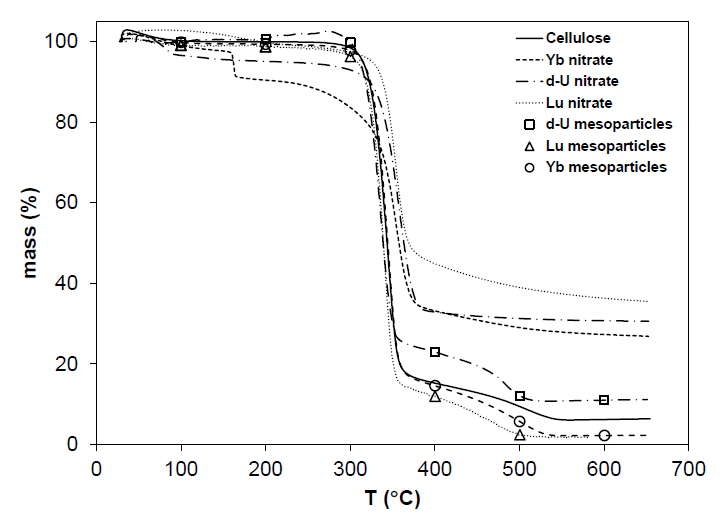 100
80
60
40
20
0
mass (%)
0 100 200 300 400 500 600 700
T (°C)
Cellulose
Yb nitrate
d-U nitrate
Lu nitrate
d-U mesoparticles
Lu mesoparticles
Yb mesoparticles